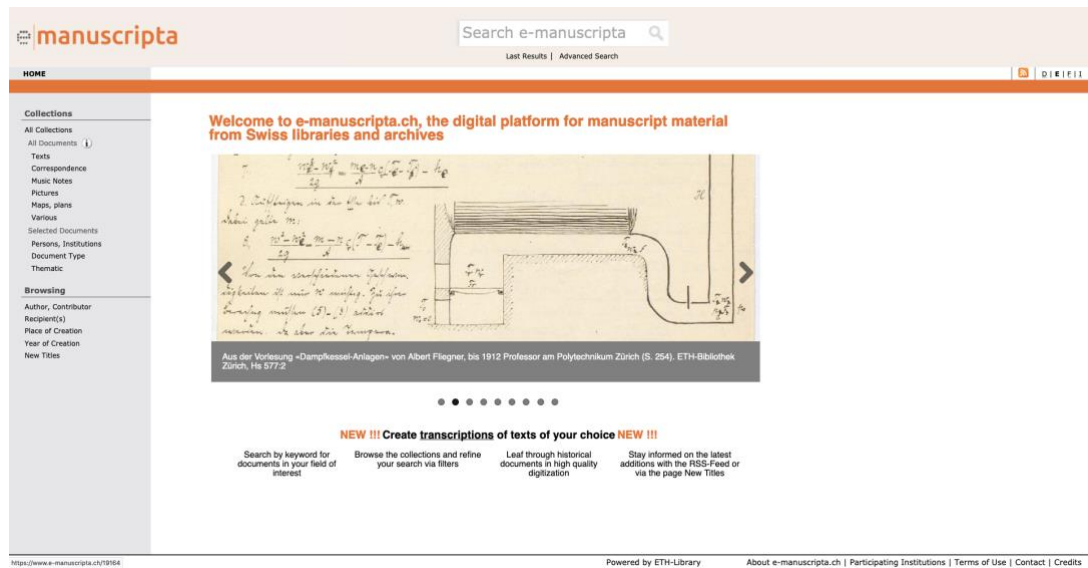 e manuscripta
Search e-manuscripta
Last Results | Advanced Search
HOME
D | E | F | I
Collections
All Collections
All Documents i
Texts
Correspondence
Music Notes
Pictures
Maps, plans
Various
Selected Documents
Persons, Institutions
Document Type
Thematic
Browsing
Author, Contributor
Recipient(s)
Place of Creation
Year of Creation
New Titles
Welcome to e-manuscripta.ch, the digital platform for manuscript material
from Swiss libraries and archives
Aus der Vorlesung «Dampfkessel-Anlagen» von Albert Fliegner, bis 1912 Professor am Polytechnikum Zürich (S. 254). ETH-Bibliothek
Zürich, Hs 577:2
NEW !!! Create transcriptions of texts of your choice NEW !!!
Search by keyword for
documents in your field of
interest
Browse the collections and refine
your search via filters
Leaf through historical
documents in high quality
digitization
Stay informed on the latest
additions with the RSS-Feed or
via the page New Titles
https://www.e-manuscripta.ch/19164
Powered by ETH-Library
About e-manuscripta.ch | Participating Institutions | Terms of Use | Contact | Credits